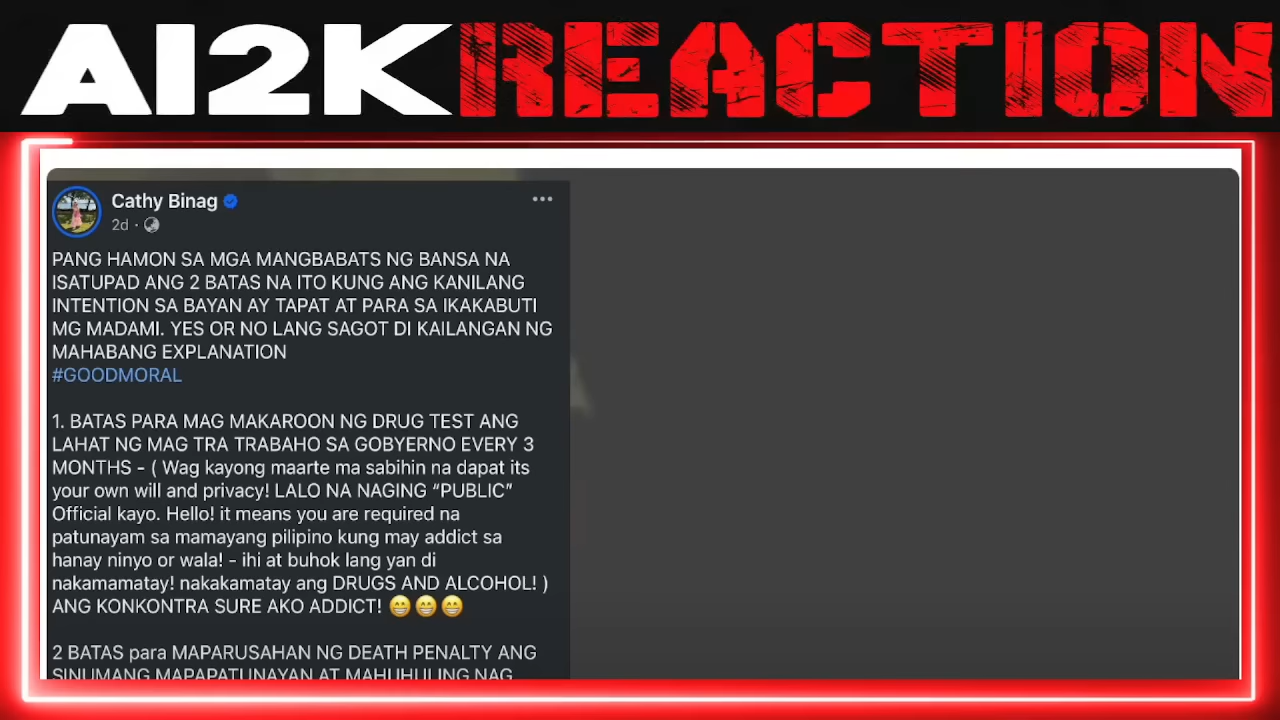 AI2KREACTION
Cathy Binag
2d
PANG HAMON SA MGA MANGBABATS NG BANSA NA
ISATUPAD ANG 2 BATAS NA ITO KUNG ANG KANILANG
INTENTION SA BAYAN AY TAPAT AT PARA SA IKAKABUTI
MG MADAMI. YES OR NO LANG SAGOT DI KAILANGAN NG
MAHABANG EXPLANATION
#GOODMORAL
1. BATAS PARA MAG MAKAROON NG DRUG TEST ANG
LAHAT NG MAG TRA TRABAHO SA GOBYERNO EVERY 3
MONTHS - ( Wag kayong maarte ma sabihin na dapat its
your own will and privacy! LALO NA NAGING “PUBLIC”
Official kayo. Hello! it means you are required na
patunayam sa mamayang pilipino kung may addict sa
hanay ninyo or wala! - ihi at buhok lang yan di
nakamamatay! nakakamatay ang DRUGS AND ALCOHOL! )
ANG KONKONTRA SURE AKO ADDICT! 😁😁😁
2 BATAS para MAPARUSAHAN NG DEATH PENALTY ANG
SINUMANG MAPAPATUNAYAN AT MAHUHULING NAG